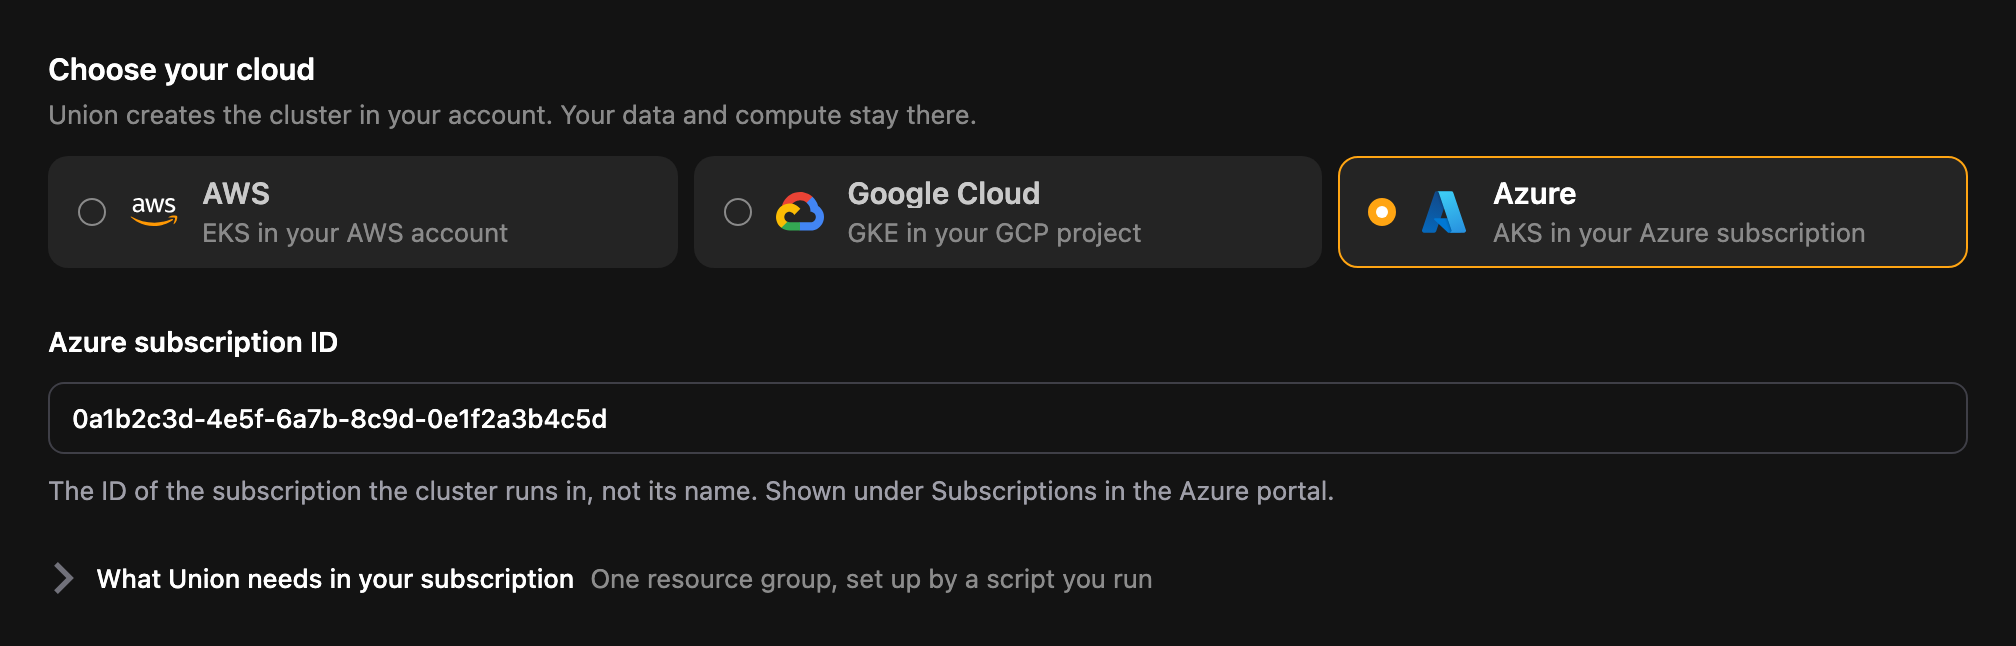 Choose your cloud
Union creates the cluster in your account. Your data and compute stay there.
aws
AWS
EKS in your AWS account
Google Cloud
GKE in your GCP project
Azure
AKS in your Azure subscription
Azure subscription ID
0a1b2c3d-4e5f-6a7b-8c9d-0e1f2a3b4c5d
The ID of the subscription the cluster runs in, not its name. Shown under Subscriptions in the Azure portal.
What Union needs in your subscription One resource group, set up by a script you run